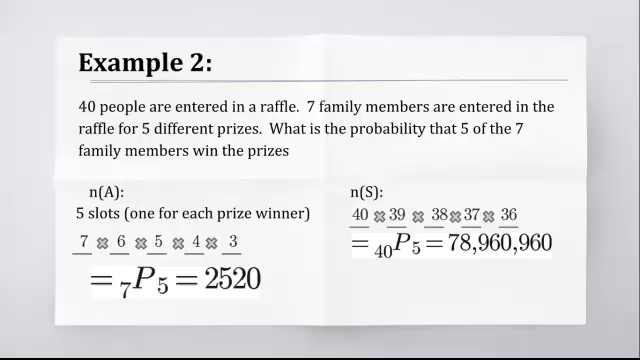 Example 2:
40 people are entered in a raffle. 7 family members are entered in the
raffle for 5 different prizes. What is the probability that 5 of the 7
family members win the prizes
n(A):
5 slots (one for each prize winner)
7 × 6 × 5 × 4 × 3
= ₇P₅ = 2520
n(S):
40 × 39 × 38 × 37 × 36
= ₄₀P₅ = 78,960,960